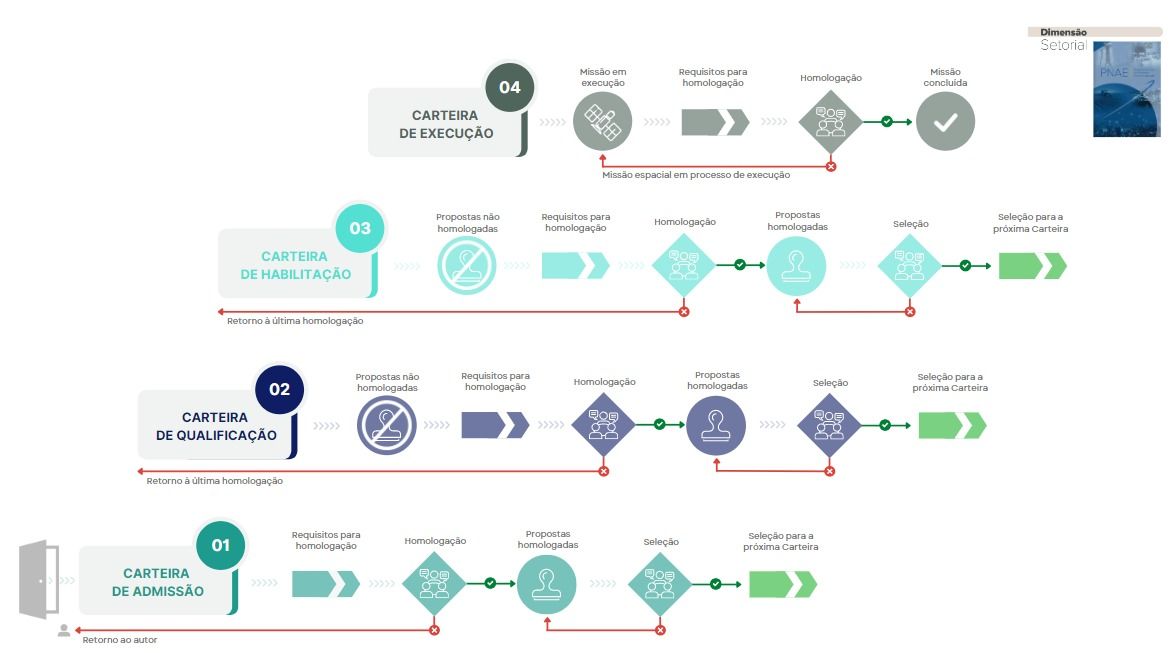 Dimensão
Setorial
PNAE
04
CARTEIRA
DE EXECUÇÃO
Missão em
execução
Requisitos para
homologação
Homologação
Missão
concluída
Missão espacial em processo de execução
03
CARTEIRA
DE HABILITAÇÃO
Propostas não
homologadas
Requisitos para
homologação
Homologação
Propostas
homologadas
Seleção
Seleção para a
próxima Carteira
Retorno à última homologação
02
CARTEIRA
DE QUALIFICAÇÃO
Propostas não
homologadas
Requisitos para
homologação
Homologação
Propostas
homologadas
Seleção
Seleção para a
próxima Carteira
Retorno à última homologação
01
CARTEIRA
DE ADMISSÃO
Requisitos para
homologação
Homologação
Propostas
homologadas
Seleção
Seleção para a
próxima Carteira
Retorno ao autor